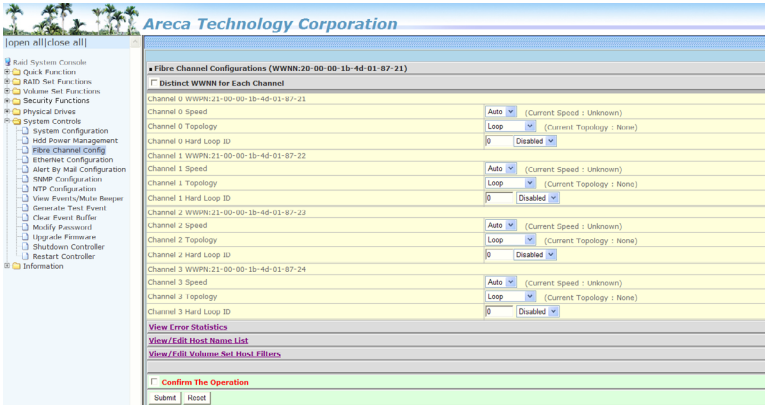 Areca Technology Corporation
|open all|close all|
Raid System Console
Quick Function
RAID Set Functions
Volume Set Functions
Security Functions
Physical Drives
System Controls
System Configuration
Hdd Power Management
Fibre Channel Config
EtherNet Configuration
Alert By Mail Configuration
SNMP Configuration
NTP Configuration
View Events/Mute Beeper
Generate Test Event
Clear Event Buffer
Modify Password
Upgrade Firmware
Shutdown Controller
Restart Controller
Information
Fibre Channel Configurations (WWNN:20-00-00-1b-4d-01-87-21)
Distinct WWNN for Each Channel
Channel 0 WWPN:21-00-00-1b-4d-01-87-21
Channel 0 Speed Auto (Current Speed : Unknown)
Channel 0 Topology Loop (Current Topology : None)
Channel 0 Hard Loop ID 0 Disabled
Channel 1 WWPN:21-00-00-1b-4d-01-87-22
Channel 1 Speed Auto (Current Speed : Unknown)
Channel 1 Topology Loop (Current Topology : None)
Channel 1 Hard Loop ID 0 Disabled
Channel 2 WWPN:21-00-00-1b-4d-01-87-23
Channel 2 Speed Auto (Current Speed : Unknown)
Channel 2 Topology Loop (Current Topology : None)
Channel 2 Hard Loop ID 0 Disabled
Channel 3 WWPN:21-00-00-1b-4d-01-87-24
Channel 3 Speed Auto (Current Speed : Unknown)
Channel 3 Topology Loop (Current Topology : None)
Channel 3 Hard Loop ID 0 Disabled
View Error Statistics
View/Edit Host Name List
View/Edit Volume Set Host Filters
Confirm The Operation
Submit Reset